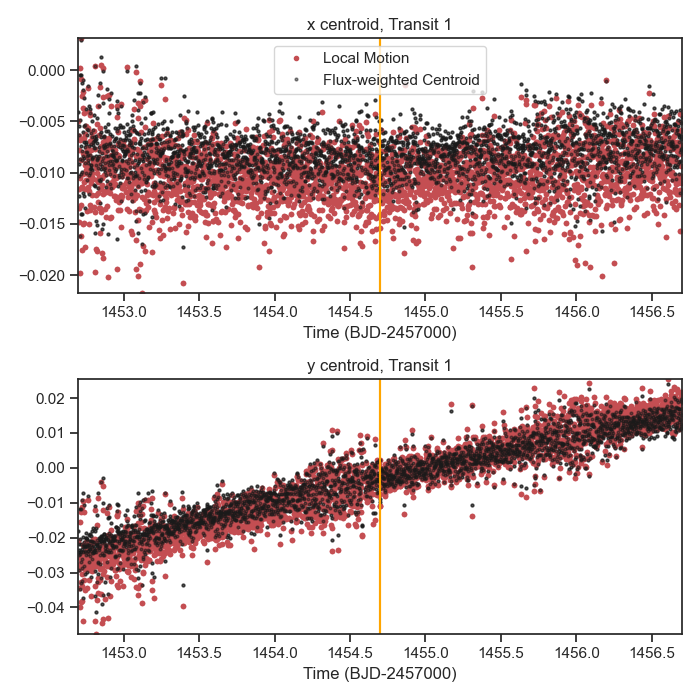 x centroid, Transit 1
Local Motion
Flux-weighted Centroid
0.000
−0.005
−0.010
−0.015
−0.020
1453.0 1453.5 1454.0 1454.5 1455.0 1455.5 1456.0 1456.5
Time (BJD-2457000)
y centroid, Transit 1
0.02
0.01
0.00
−0.01
−0.02
−0.03
−0.04
1453.0 1453.5 1454.0 1454.5 1455.0 1455.5 1456.0 1456.5
Time (BJD-2457000)